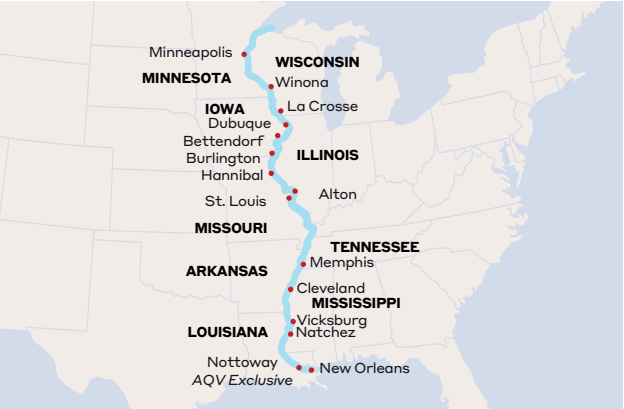 Minneapolis
WISCONSIN
MINNESOTA
Winona
IOWA
La Crosse
Dubuque
Bettendorf
Burlington
ILLINOIS
Hannibal
St. Louis
Alton
MISSOURI
TENNESSEE
Memphis
ARKANSAS
Cleveland
MISSISSIPPI
Vicksburg
LOUISIANA
Natchez
Nottoway
AQV Exclusive
New Orleans